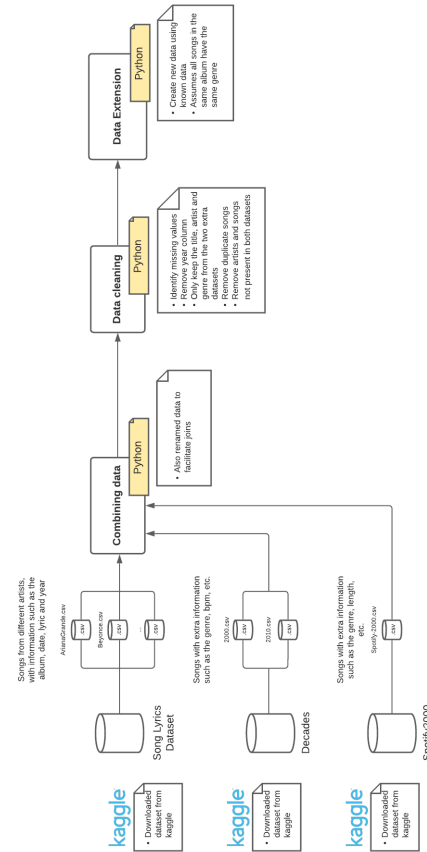 kaggle
• Downloaded
dataset from
kaggle
Song Lyrics
Dataset
Songs from different artists,
with information such as the
album, date, lyric and year
ArianaGrande.csv
.csv
Beyonce.csv
.csv
...
.csv
kaggle
• Downloaded
dataset from
kaggle
Decades
Songs with extra information
such as the genre, bpm, etc.
2000.csv
.csv
2010.csv
.csv
kaggle
• Downloaded
dataset from
kaggle
Spotify2000
Songs with extra information
such as the genre, length,
etc.
Spotify-2000.csv
.csv
Combining data
Python
• Also renamed data to
facilitate joins
Data cleaning
Python
• Identify missing values
• Remove year column
• Only keep the title, artist and
genre from the two extra
datasets
• Remove duplicate songs
• Remove artists and songs
not present in both datasets
Data Extension
Python
• Create new data using
known data
• Assumes all songs in the
same album have the
same genre